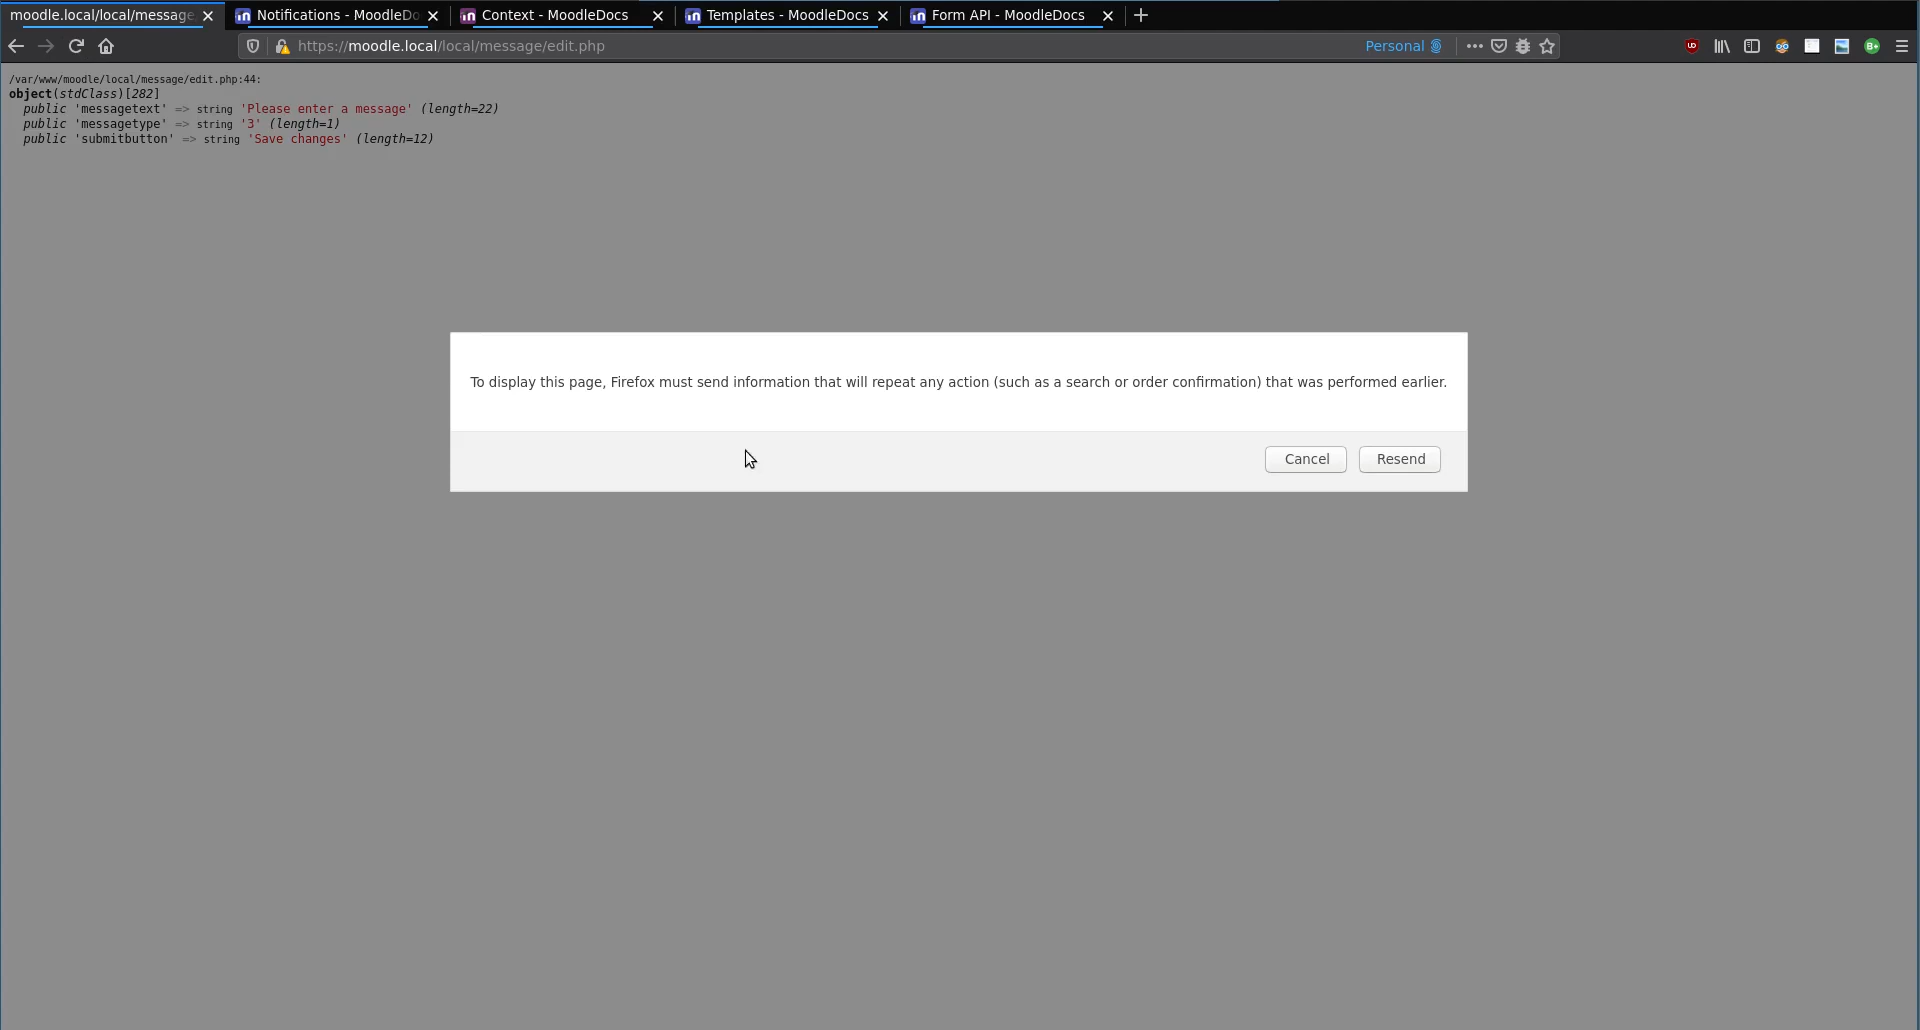 moodle.local/local/message
Notifications - MoodleDo
Context - MoodleDocs
Templates - MoodleDocs
Form API - MoodleDocs
https://moodle.local/local/message/edit.php
Personal
/var/www/moodle/local/message/edit.php:44:
object(stdClass)[282]
public 'messagetext' => string 'Please enter a message' (length=22)
public 'messagetype' => string '3' (length=1)
public 'submitbutton' => string 'Save changes' (length=12)
To display this page, Firefox must send information that will repeat any action (such as a search or order confirmation) that was performed earlier.
Cancel
Resend